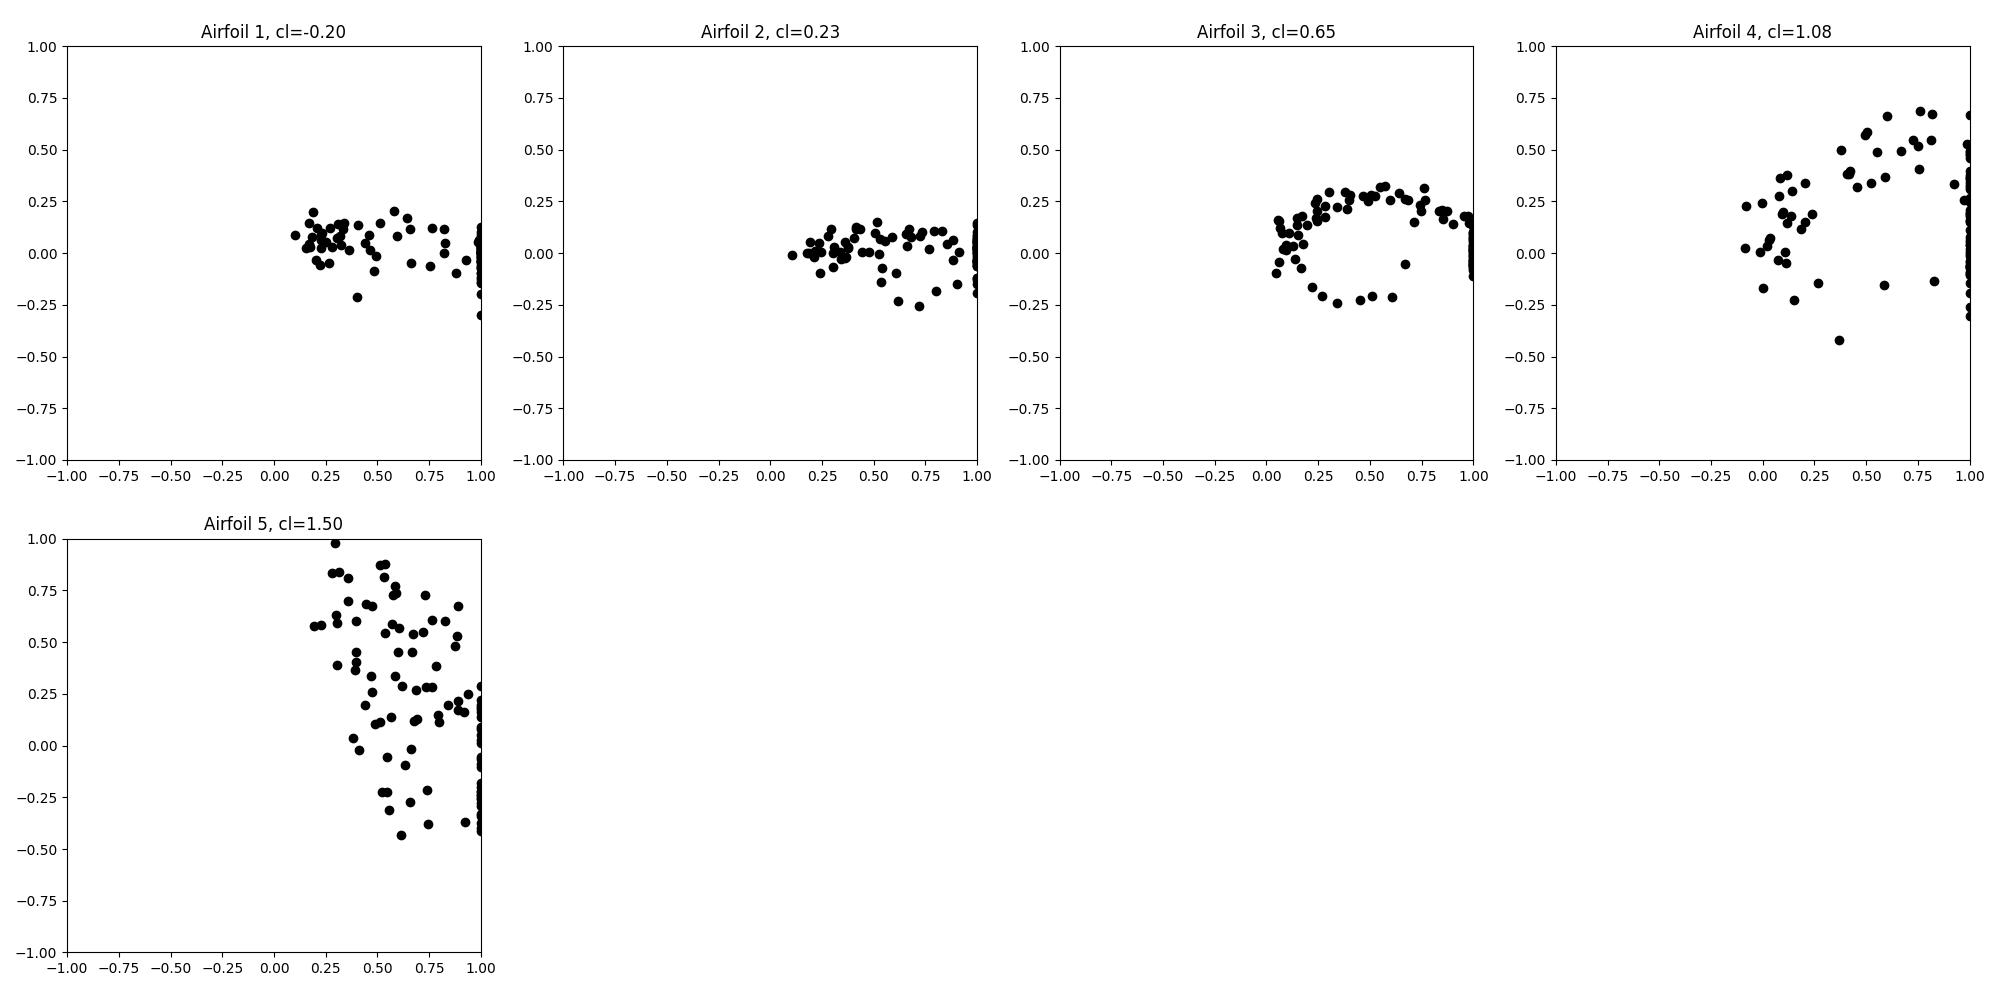 Airfoil 1, cl=-0.20
Airfoil 2, cl=0.23
Airfoil 3, cl=0.65
Airfoil 4, cl=1.08
1.00 1.00 1.00 1.00
0.75 0.75 0.75 0.75
0.50 0.50 0.50 0.50
0.25 0.25 0.25 0.25
0.00 0.00 0.00 0.00
−0.25 −0.25 −0.25 −0.25
−0.50 −0.50 −0.50 −0.50
−0.75 −0.75 −0.75 −0.75
−1.00 −1.00 −1.00 −1.00
−1.00 −0.75 −0.50 −0.25 0.00 0.25 0.50 0.75 1.00
−1.00 −0.75 −0.50 −0.25 0.00 0.25 0.50 0.75 1.00
−1.00 −0.75 −0.50 −0.25 0.00 0.25 0.50 0.75 1.00
−1.00 −0.75 −0.50 −0.25 0.00 0.25 0.50 0.75 1.00
Airfoil 5, cl=1.50
1.00
0.75
0.50
0.25
0.00
−0.25
−0.50
−0.75
−1.00
−1.00 −0.75 −0.50 −0.25 0.00 0.25 0.50 0.75 1.00